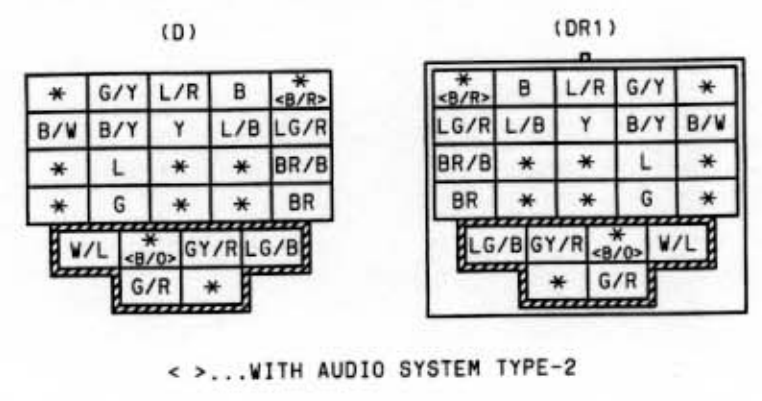 (D) (DR1)
* G/Y L/R B *<B/R>
B/W B/Y Y L/B LG/R
* L * * BR/B
* G * * BR
W/L *<B/O> GY/R LG/B
G/R *
*<B/R> B L/R G/Y *
LG/R L/B Y B/Y B/W
BR/B * * L *
BR * * G *
LG/B GY/R *<B/O> W/L
* G/R
< >...WITH AUDIO SYSTEM TYPE-2